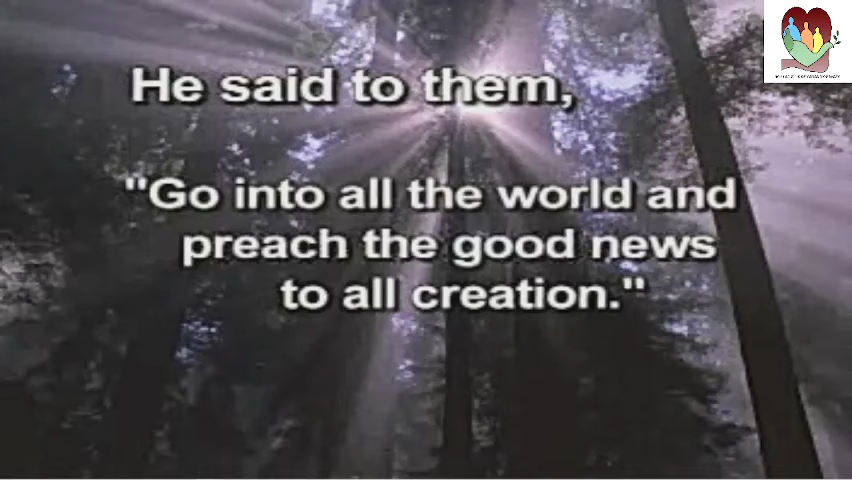 He said to them,
"Go into all the world and
preach the good news
to all creation."